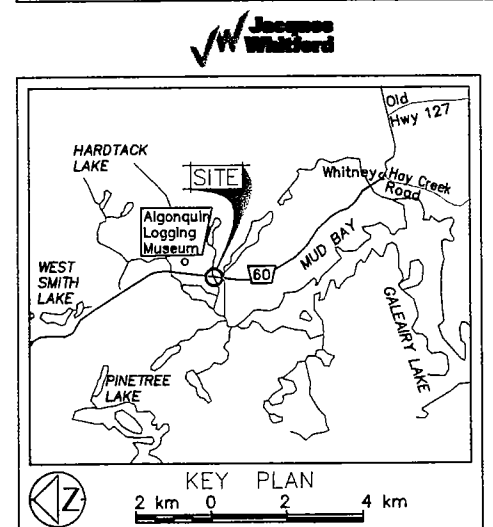 Jacques
Whitford
Old
Hwy 127
HARDTACK
LAKE
SITE
Whitney
Hay Creek
Road
Algonquin
Logging
Museum
60
MUD BAY
WEST
SMITH
LAKE
GALEAIRY LAKE
PINETREE
LAKE
KEY PLAN
Z
2 km 0 2 4 km